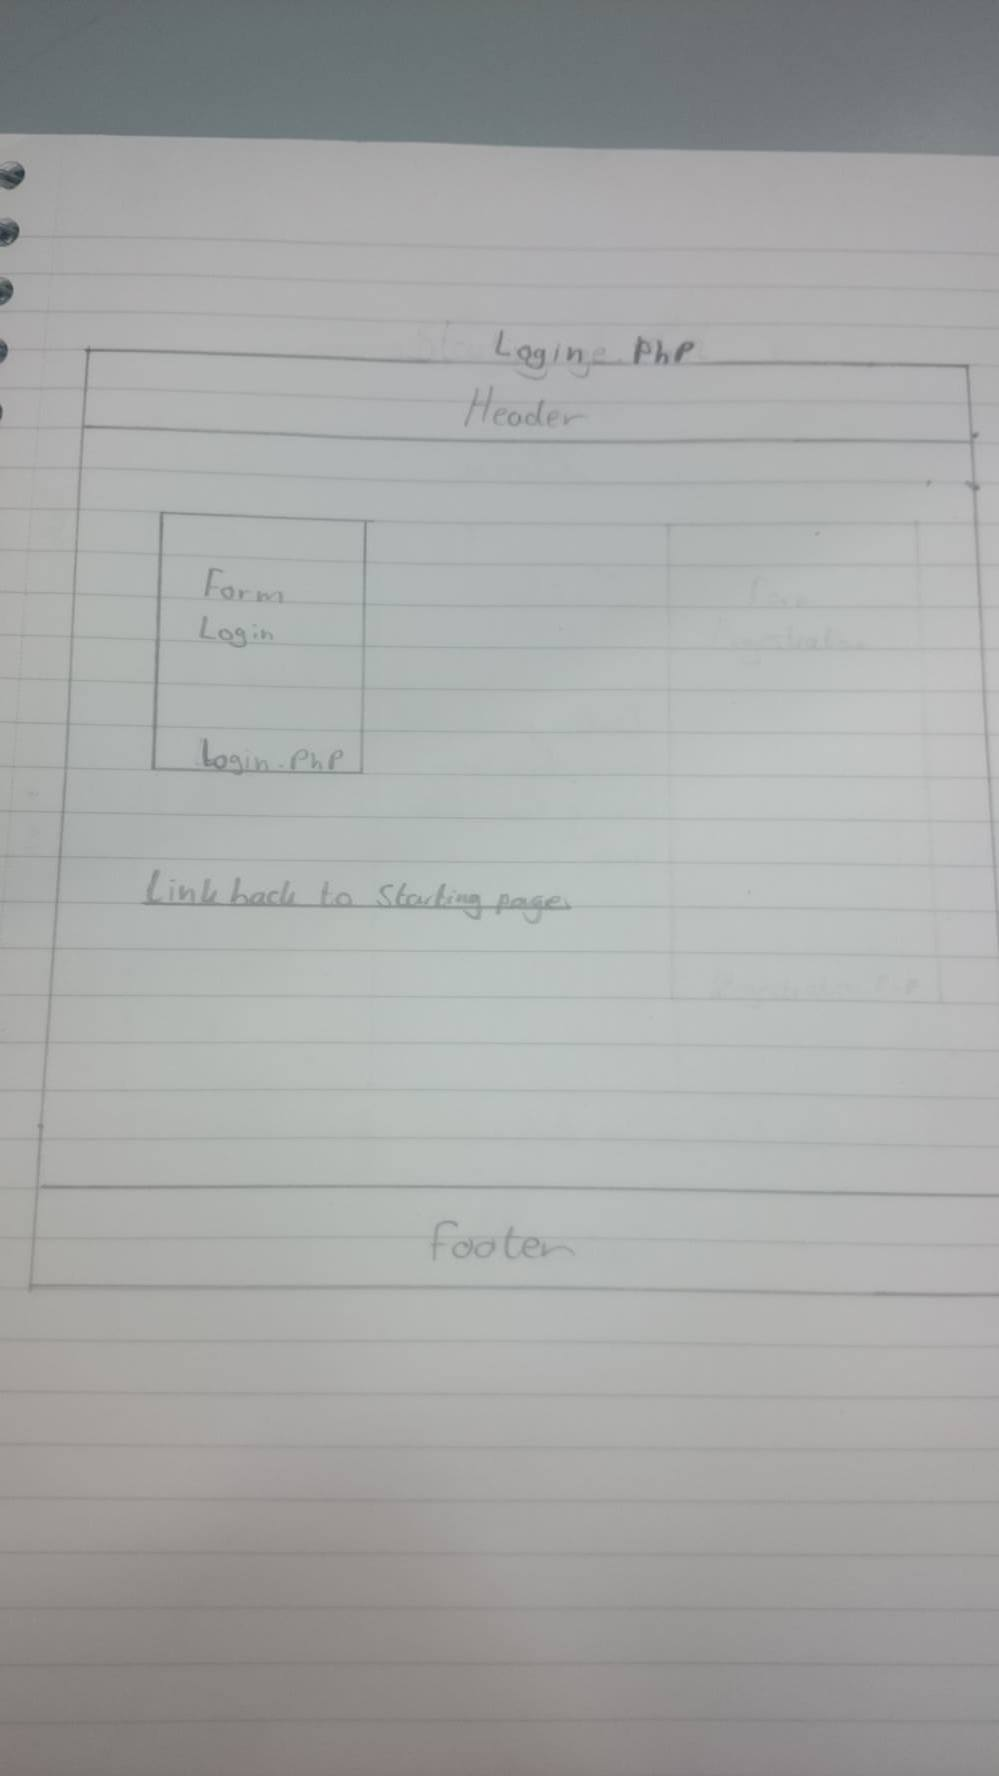 Login.PhP
Header
Form
Login
Login.PhP
Link back to Starting page.
footer